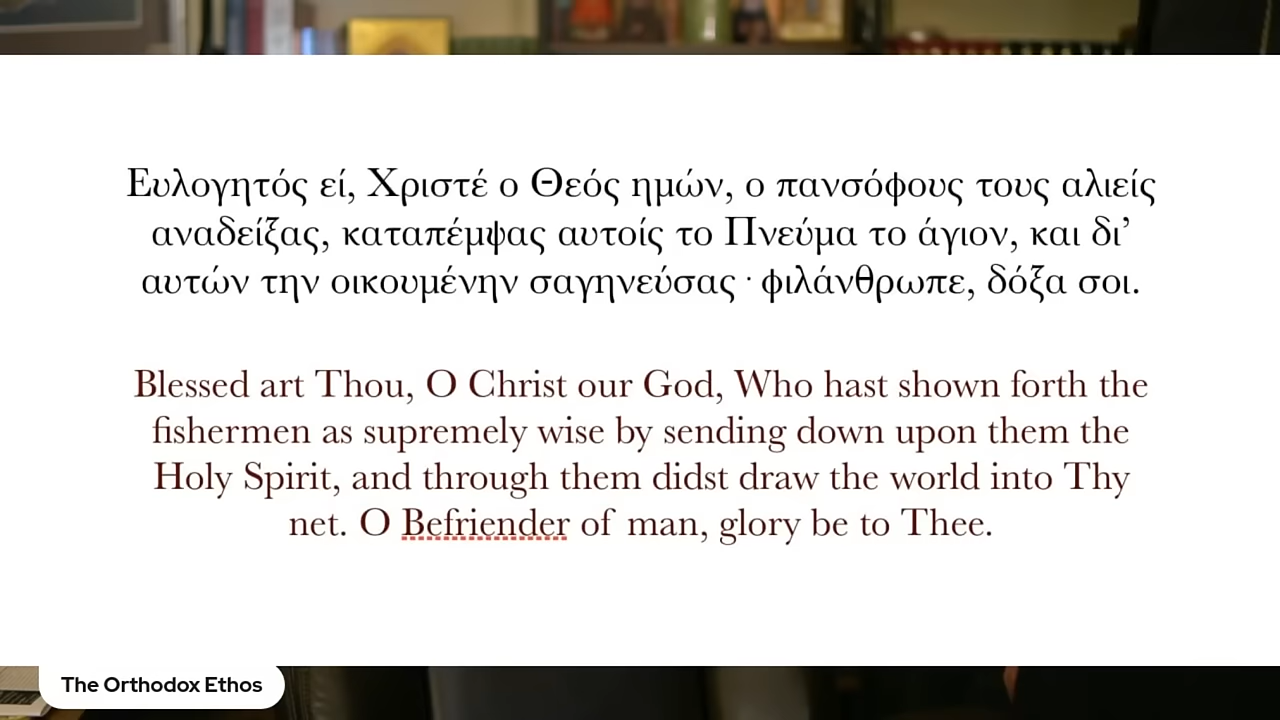 Ευλογητός εί, Χριστέ ο Θεός ημών, ο πανσόφους τους αλιείς
αναδείξας, καταπέμψας αυτοίς το Πνεύμα το άγιον, και δι’
αυτών την οικουμένην σαγηνεύσας · φιλάνθρωπε, δόξα σοι.
Blessed art Thou, O Christ our God, Who hast shown forth the
fishermen as supremely wise by sending down upon them the
Holy Spirit, and through them didst draw the world into Thy
net. O Befriender of man, glory be to Thee.
The Orthodox Ethos